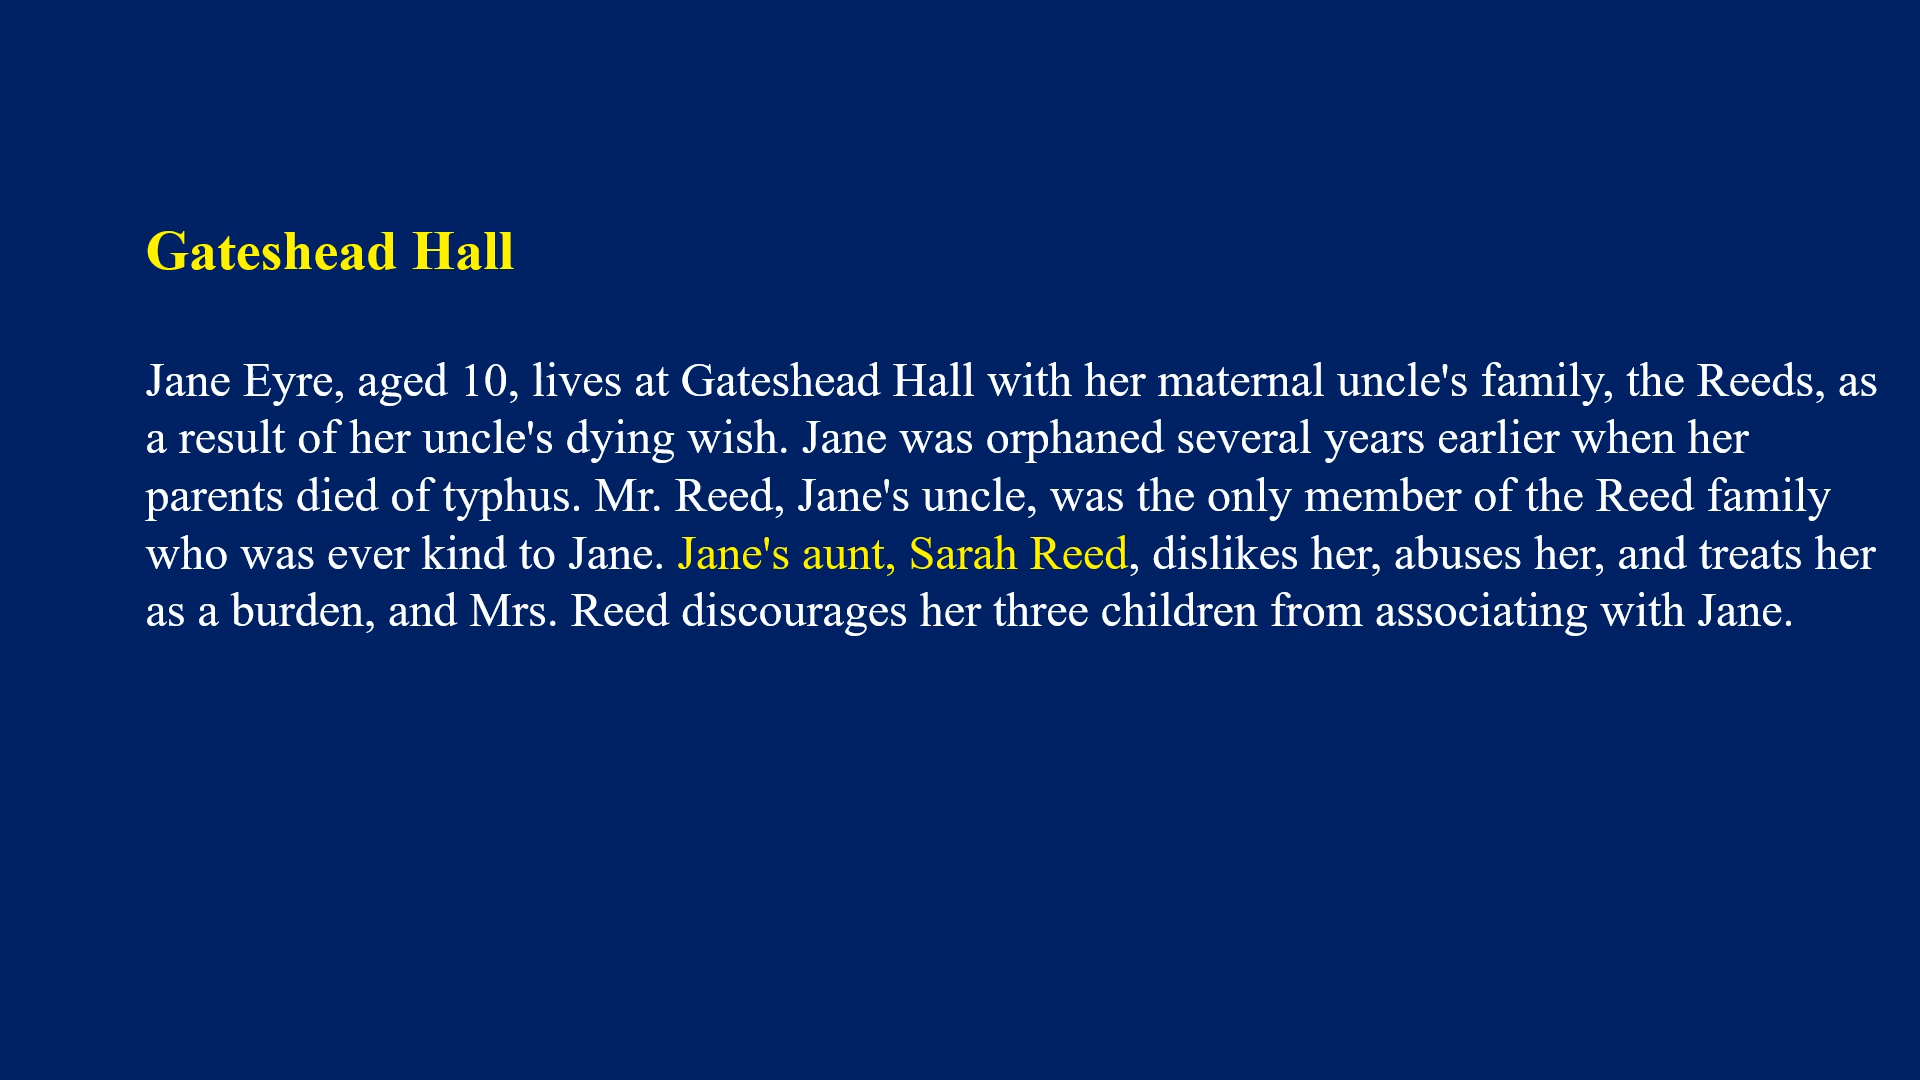 Gateshead Hall
Jane Eyre, aged 10, lives at Gateshead Hall with her maternal uncle's family, the Reeds, as
a result of her uncle's dying wish. Jane was orphaned several years earlier when her
parents died of typhus. Mr. Reed, Jane's uncle, was the only member of the Reed family
who was ever kind to Jane. Jane's aunt, Sarah Reed, dislikes her, abuses her, and treats her
as a burden, and Mrs. Reed discourages her three children from associating with Jane.